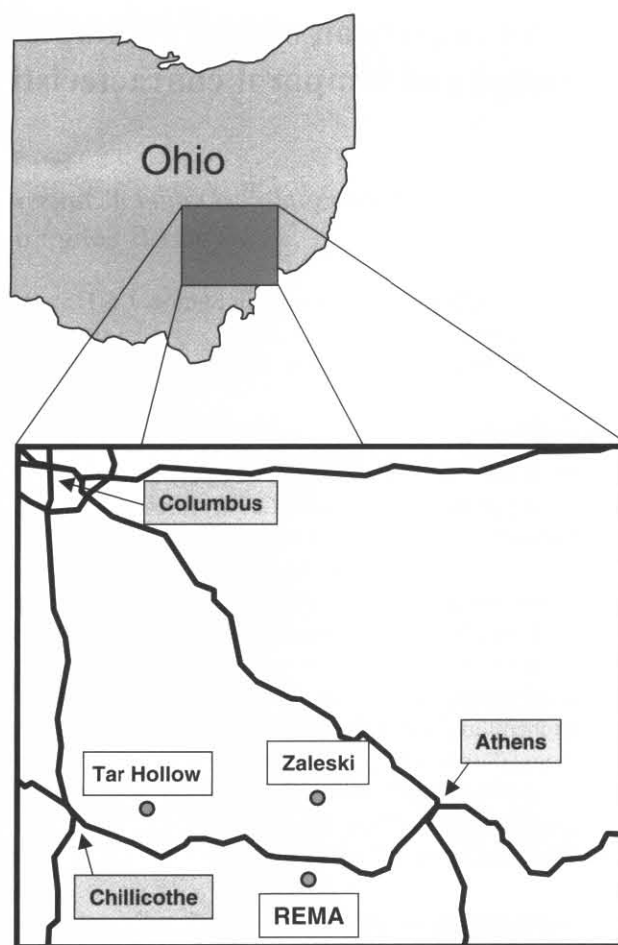 Ohio
Columbus
Athens
Zaleski
Tar Hollow
Chillicothe
REMA